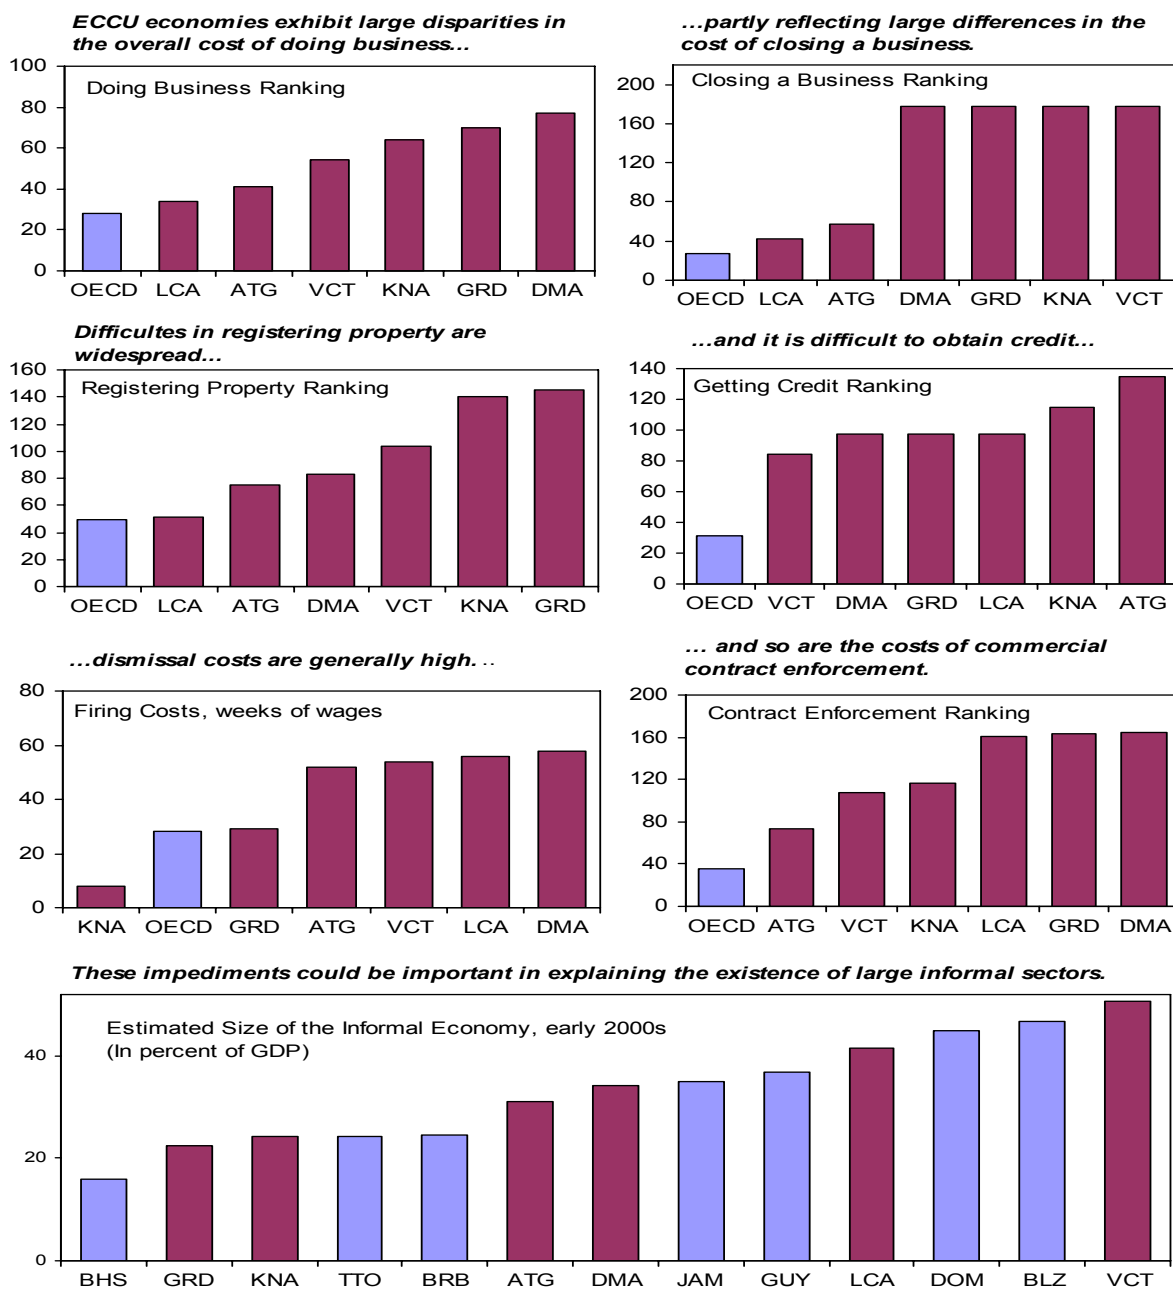 ECCU economies exhibit large disparities in
the overall cost of doing business...
100
80
60
40
20
0
Doing Business Ranking
OECD LCA ATG VCT KNA GRD DMA
...partly reflecting large differences in the
cost of closing a business.
200
160
120
80
40
0
Closing a Business Ranking
OECD LCA ATG DMA GRD KNA VCT
Difficultes in registering property are
widespread...
160
140
120
100
80
60
40
20
0
Registering Property Ranking
OECD LCA ATG DMA VCT KNA GRD
...and it is difficult to obtain credit...
140
120
100
80
60
40
20
0
Getting Credit Ranking
OECD VCT DMA GRD LCA KNA ATG
...dismissal costs are generally high. ..
80
60
40
20
0
Firing Costs, weeks of wages
KNA OECD GRD ATG VCT LCA DMA
... and so are the costs of commercial
contract enforcement.
200
160
120
80
40
0
Contract Enforcement Ranking
OECD ATG VCT KNA LCA GRD DMA
These impediments could be important in explaining the existence of large informal sectors.
Estimated Size of the Informal Economy, early 2000s
(In percent of GDP)
40
20
0
BHS GRD KNA TTO BRB ATG DMA JAM GUY LCA DOM BLZ VCT